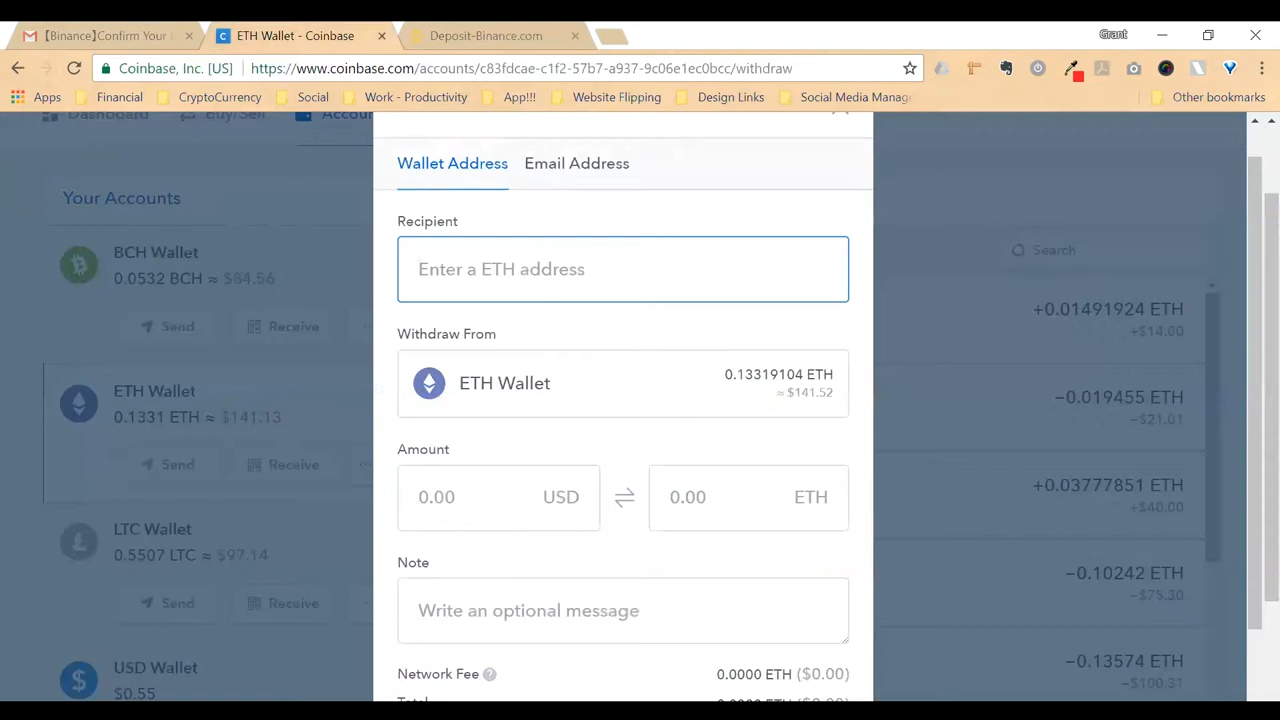 【Binance】Confirm Your
ETH Wallet - Coinbase
Deposit-Binance.com
Grant
Coinbase, Inc. [US]
https://www.coinbase.com/accounts/c83fdcae-c1f2-57b7-a937-9c06e1ec0bcc/withdraw
Apps
Financial
CryptoCurrency
Social
Work - Productivity
App!!!
Website Flipping
Design Links
Social Media Manag
Other bookmarks
Dashboard
Buy/Sell
Accou
Your Accounts
BCH Wallet
0.0532 BCH ≈ $84.56
Send
Receive
ETH Wallet
0.1331 ETH ≈ $141.13
Send
Receive
LTC Wallet
0.5507 LTC ≈ $97.14
Send
Receive
USD Wallet
$0.55
Wallet Address
Email Address
Recipient
Enter a ETH address
Withdraw From
ETH Wallet
0.13319104 ETH
≈ $141.52
Amount
0.00 USD
0.00 ETH
Note
Write an optional message
Network Fee ?
0.0000 ETH ($0.00)
Search
+0.01491924 ETH
+$14.00
−0.019455 ETH
−$21.01
+0.03777851 ETH
+$40.00
−0.10242 ETH
−$75.30
−0.13574 ETH
−$100.31